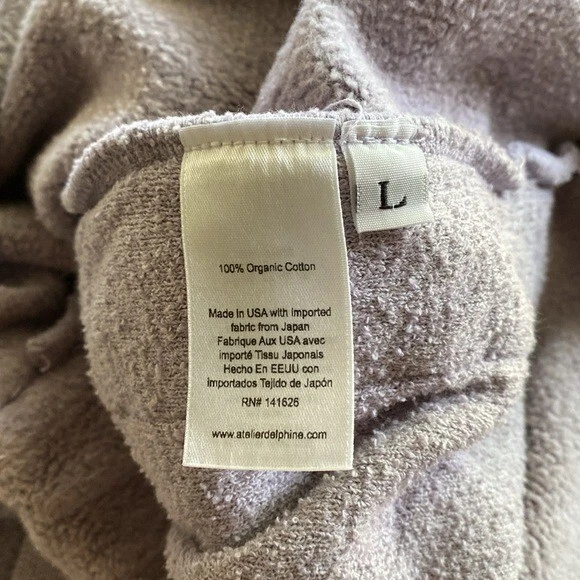 100% Organic Cotton
Made in USA with Imported
fabric from Japan
Fabrique Aux USA avec
importé Tissu Japonais
Hecho En EEUU con
Importados Tejido de Japón
RN# 141626
www.atelierdelphine.com
L